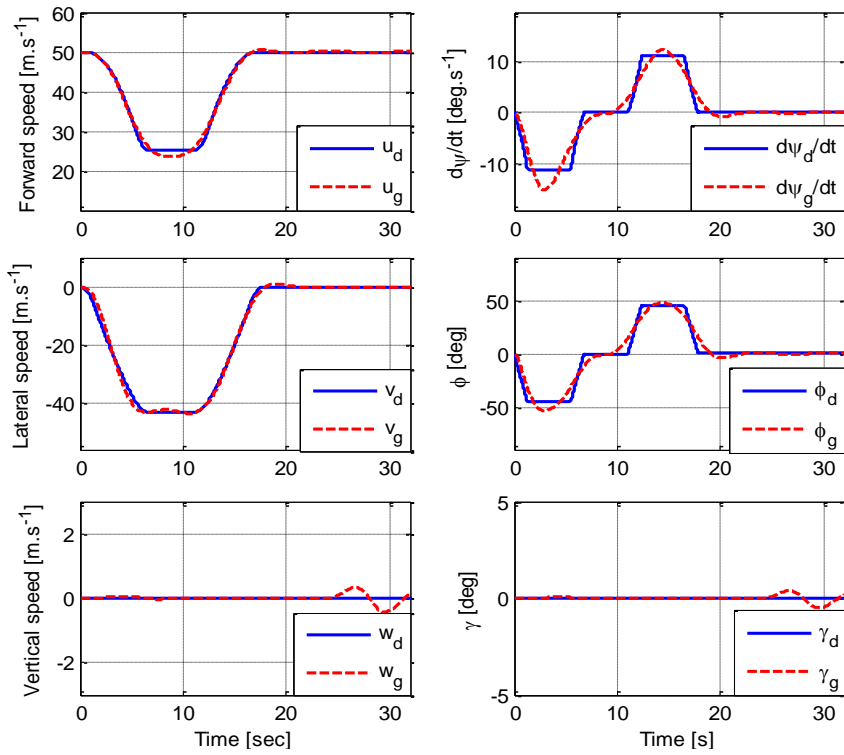 Forward speed [m.s⁻¹]
60
50
40
30
20
0 10 20 30
u_d
u_g
dψ/dt [deg.s⁻¹]
10
0
-10
0 10 20 30
dψ_d/dt
dψ_g/dt
Lateral speed [m.s⁻¹]
0
-20
-40
0 10 20 30
v_d
v_g
ϕ [deg]
50
0
-50
0 10 20 30
ϕ_d
ϕ_g
Vertical speed [m.s⁻¹]
2
0
-2
0 10 20 30
w_d
w_g
Time [sec]
γ [deg]
5
0
-5
0 10 20 30
γ_d
γ_g
Time [s]